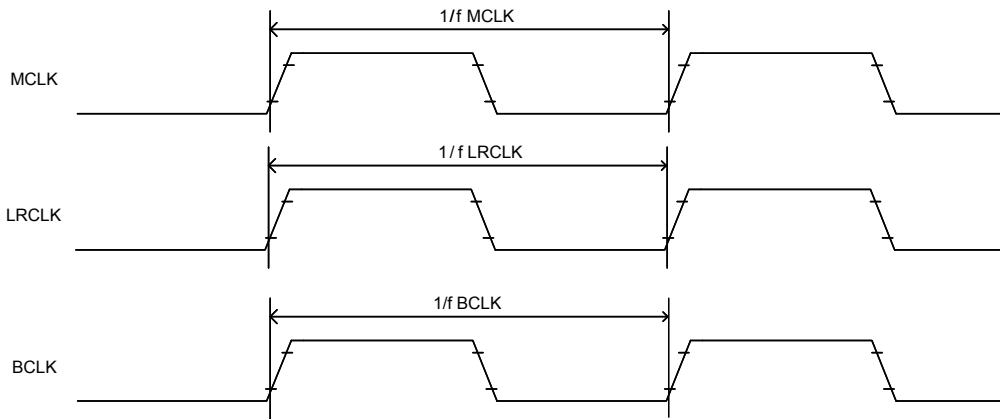 1/f MCLK
MCLK
1/f LRCLK
LRCLK
1/f BCLK
BCLK